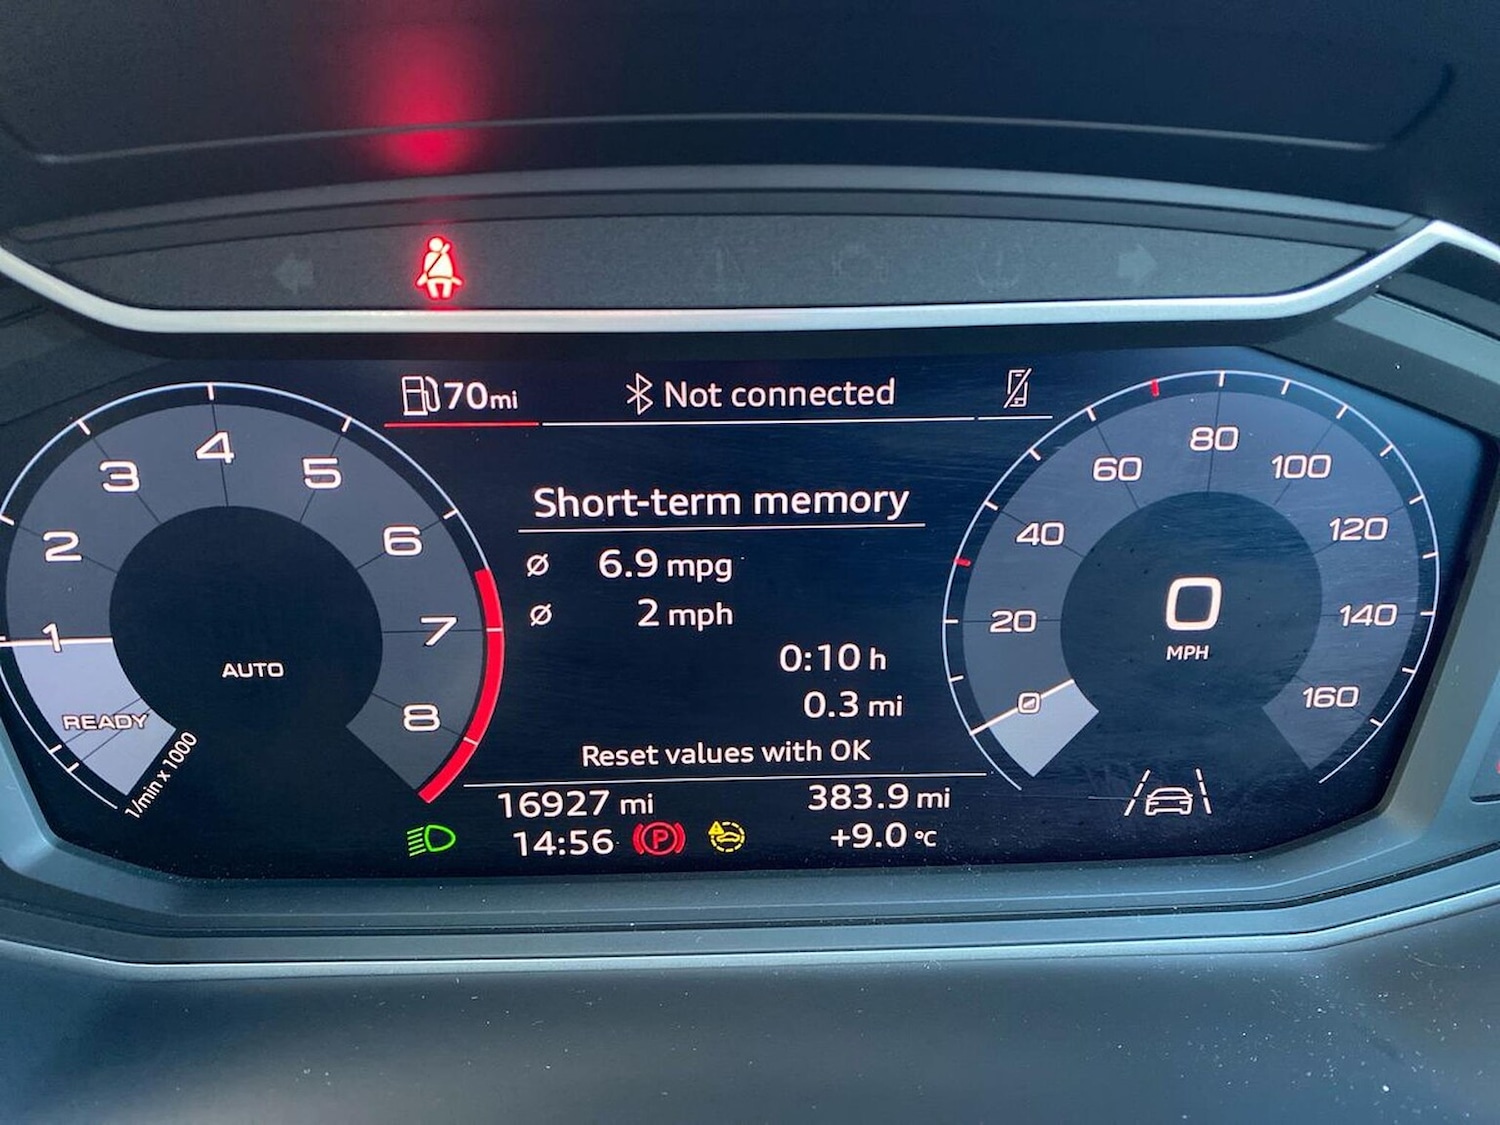 70mi
Not connected
Short-term memory
Ø 6.9 mpg
Ø 2 mph
0:10 h
0.3 mi
Reset values with OK
16927 mi 383.9 mi
14:56 P +9.0 °C
1
2
3
4
5
6
7
8
AUTO
READY
1/min x 1000
0
20
40
60
80
100
120
140
160
0
MPH